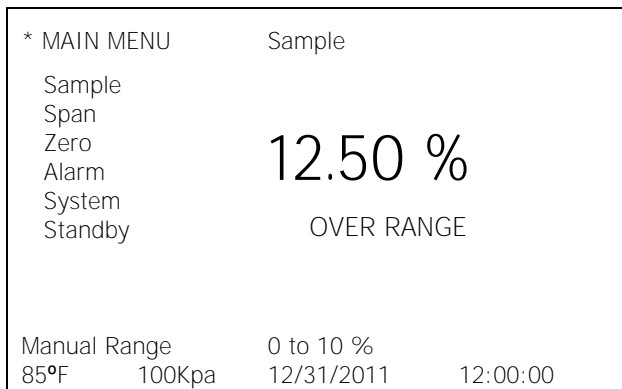 * MAIN MENU Sample
Sample
Span
Zero
Alarm
System
Standby
12.50 %
OVER RANGE
Manual Range 0 to 10 %
85ºF 100Kpa 12/31/2011 12:00:00